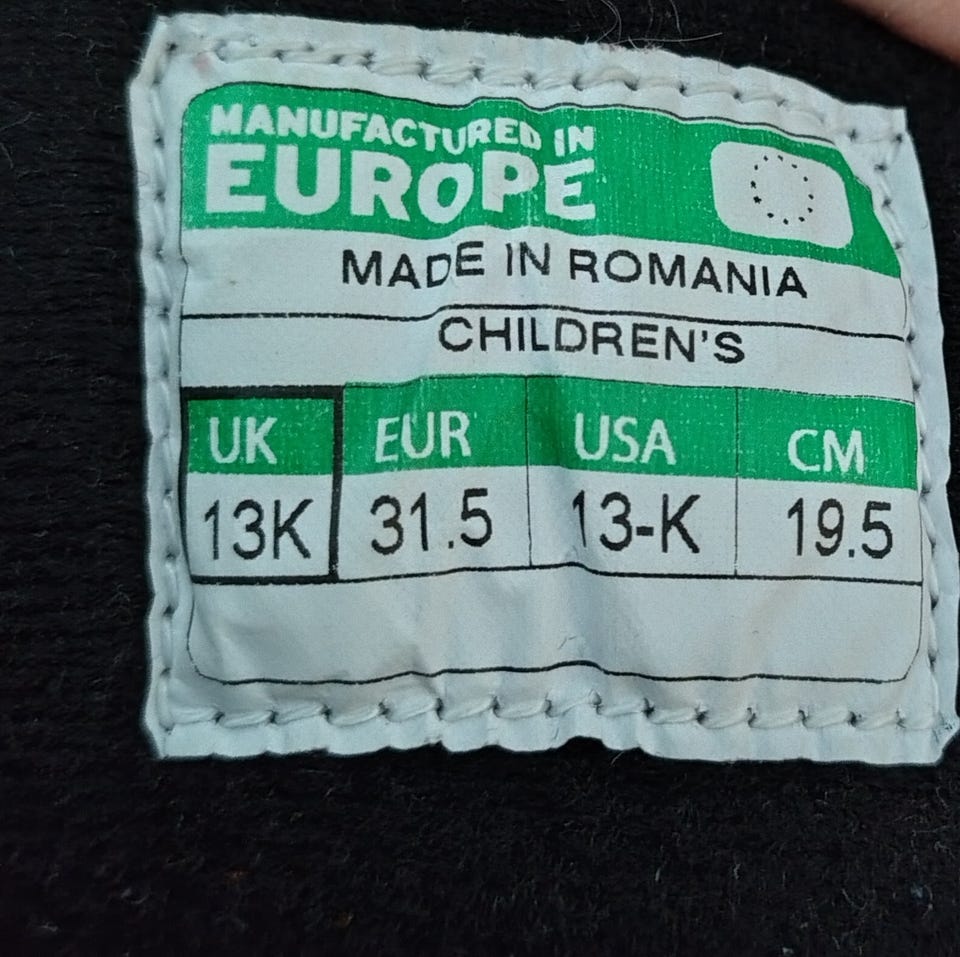 MANUFACTURED IN
EUROPE
MADE IN ROMANIA
CHILDREN'S
UK EUR USA CM
13K 31.5 13-K 19.5